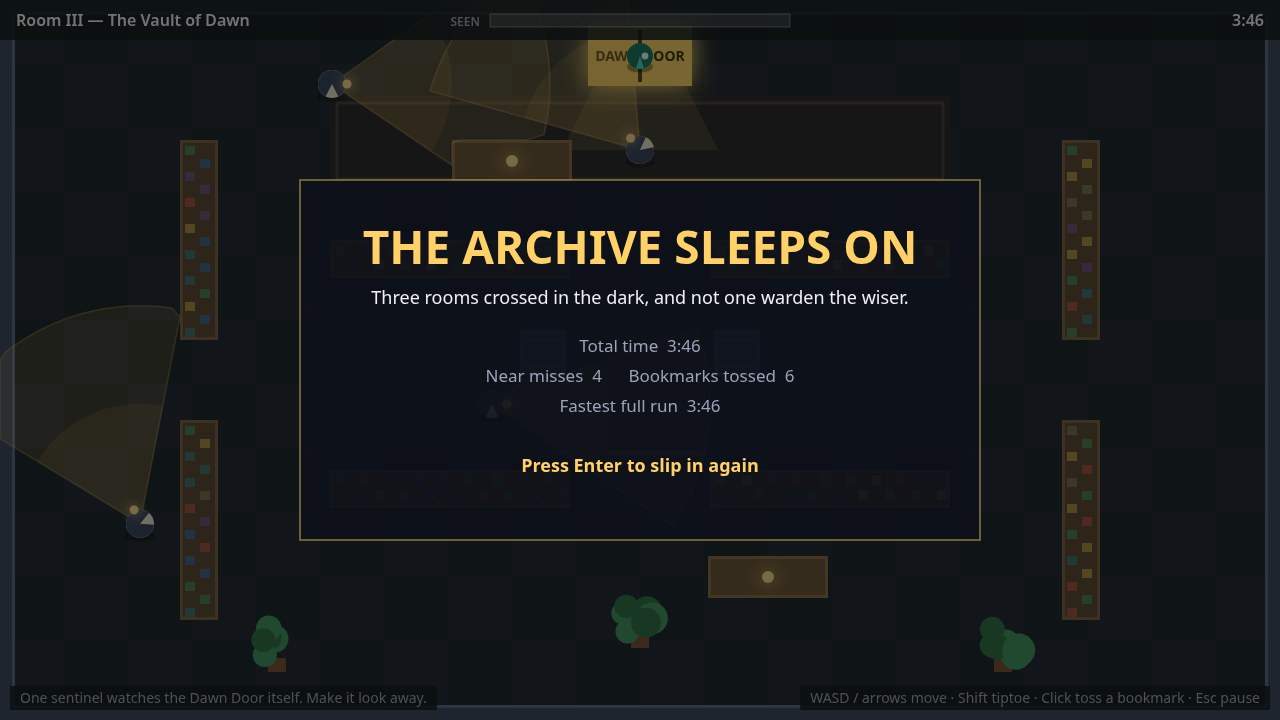 Room III — The Vault of Dawn
SEEN
3:46
DAW OOR
THE ARCHIVE SLEEPS ON
Three rooms crossed in the dark, and not one warden the wiser.
Total time 3:46
Near misses 4 Bookmarks tossed 6
Fastest full run 3:46
Press Enter to slip in again
One sentinel watches the Dawn Door itself. Make it look away.
WASD / arrows move · Shift tiptoe · Click toss a bookmark · Esc pause